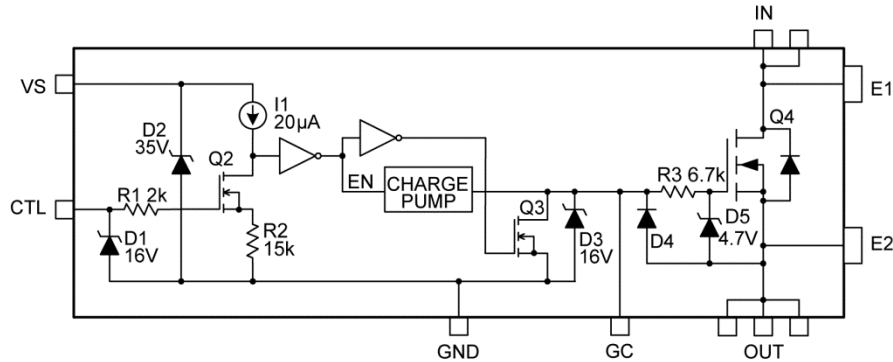 IN
VS
E1
I1
20µA
Q4
D2
35V
Q2
EN
CHARGE
PUMP
R3 6.7k
R1 2k
CTL
Q3
D5
4.7V
D4
R2
15k
D3
16V
D1
16V
E2
GND
GC
OUT